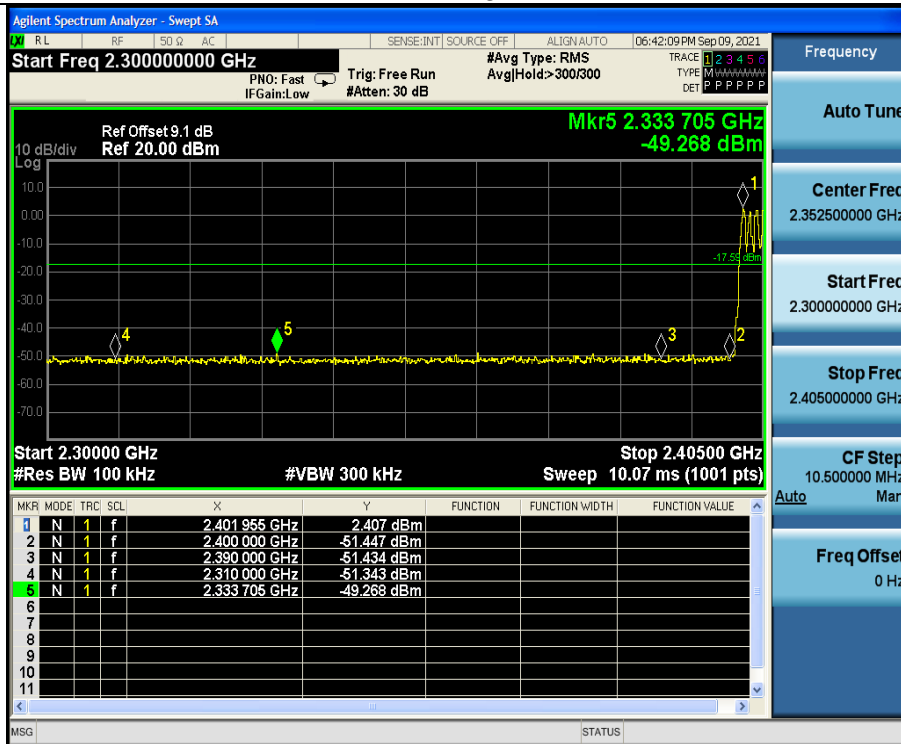 Agilent Spectrum Analyzer - Swept SA
LXI RL RF 50 Ω AC SENSE:INT SOURCE OFF ALIGN AUTO 06:42:09 PM Sep 09, 2021
Start Freq 2.300000000 GHz
PNO: Fast
IFGain:Low
Trig: Free Run
#Atten: 30 dB
#Avg Type: RMS
Avg|Hold:>300/300
TRACE 1 2 3 4 5 6
TYPE M WWWWW
DET P P P P P P
Mkr5 2.333 705 GHz
-49.268 dBm
Ref Offset 9.1 dB
10 dB/div Ref 20.00 dBm
Log
10.0
0.00
-10.0
-20.0
-30.0
-40.0
-50.0
-60.0
-70.0
1
-17.59 dBm
4
5
3
2
Start 2.30000 GHz Stop 2.40500 GHz
#Res BW 100 kHz #VBW 300 kHz Sweep 10.07 ms (1001 pts)
MKR MODE TRC SCL X Y FUNCTION FUNCTION WIDTH FUNCTION VALUE
1 N 1 f 2.401 955 GHz 2.407 dBm
2 N 1 f 2.400 000 GHz -51.447 dBm
3 N 1 f 2.390 000 GHz -51.434 dBm
4 N 1 f 2.310 000 GHz -51.343 dBm
5 N 1 f 2.333 705 GHz -49.268 dBm
6
7
8
9
10
11
MSG STATUS
Frequency
Auto Tune
Center Freq
2.352500000 GHz
Start Freq
2.300000000 GHz
Stop Freq
2.405000000 GHz
CF Step
10.500000 MHz
Auto Man
Freq Offset
0 Hz